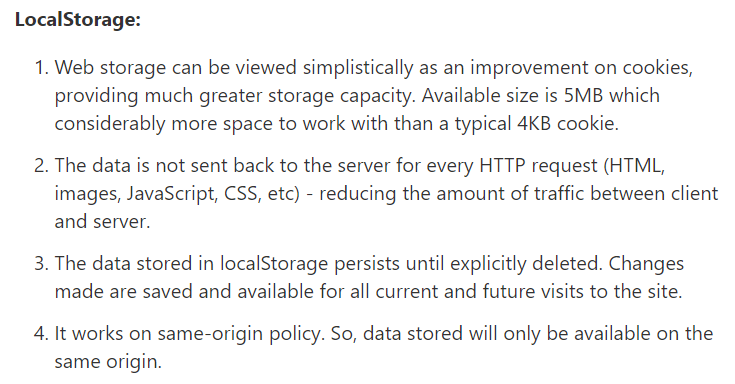 LocalStorage:
1. Web storage can be viewed simplistically as an improvement on cookies,
providing much greater storage capacity. Available size is 5MB which
considerably more space to work with than a typical 4KB cookie.
2. The data is not sent back to the server for every HTTP request (HTML,
images, JavaScript, CSS, etc) - reducing the amount of traffic between client
and server.
3. The data stored in localStorage persists until explicitly deleted. Changes
made are saved and available for all current and future visits to the site.
4. It works on same-origin policy. So, data stored will only be available on the
same origin.